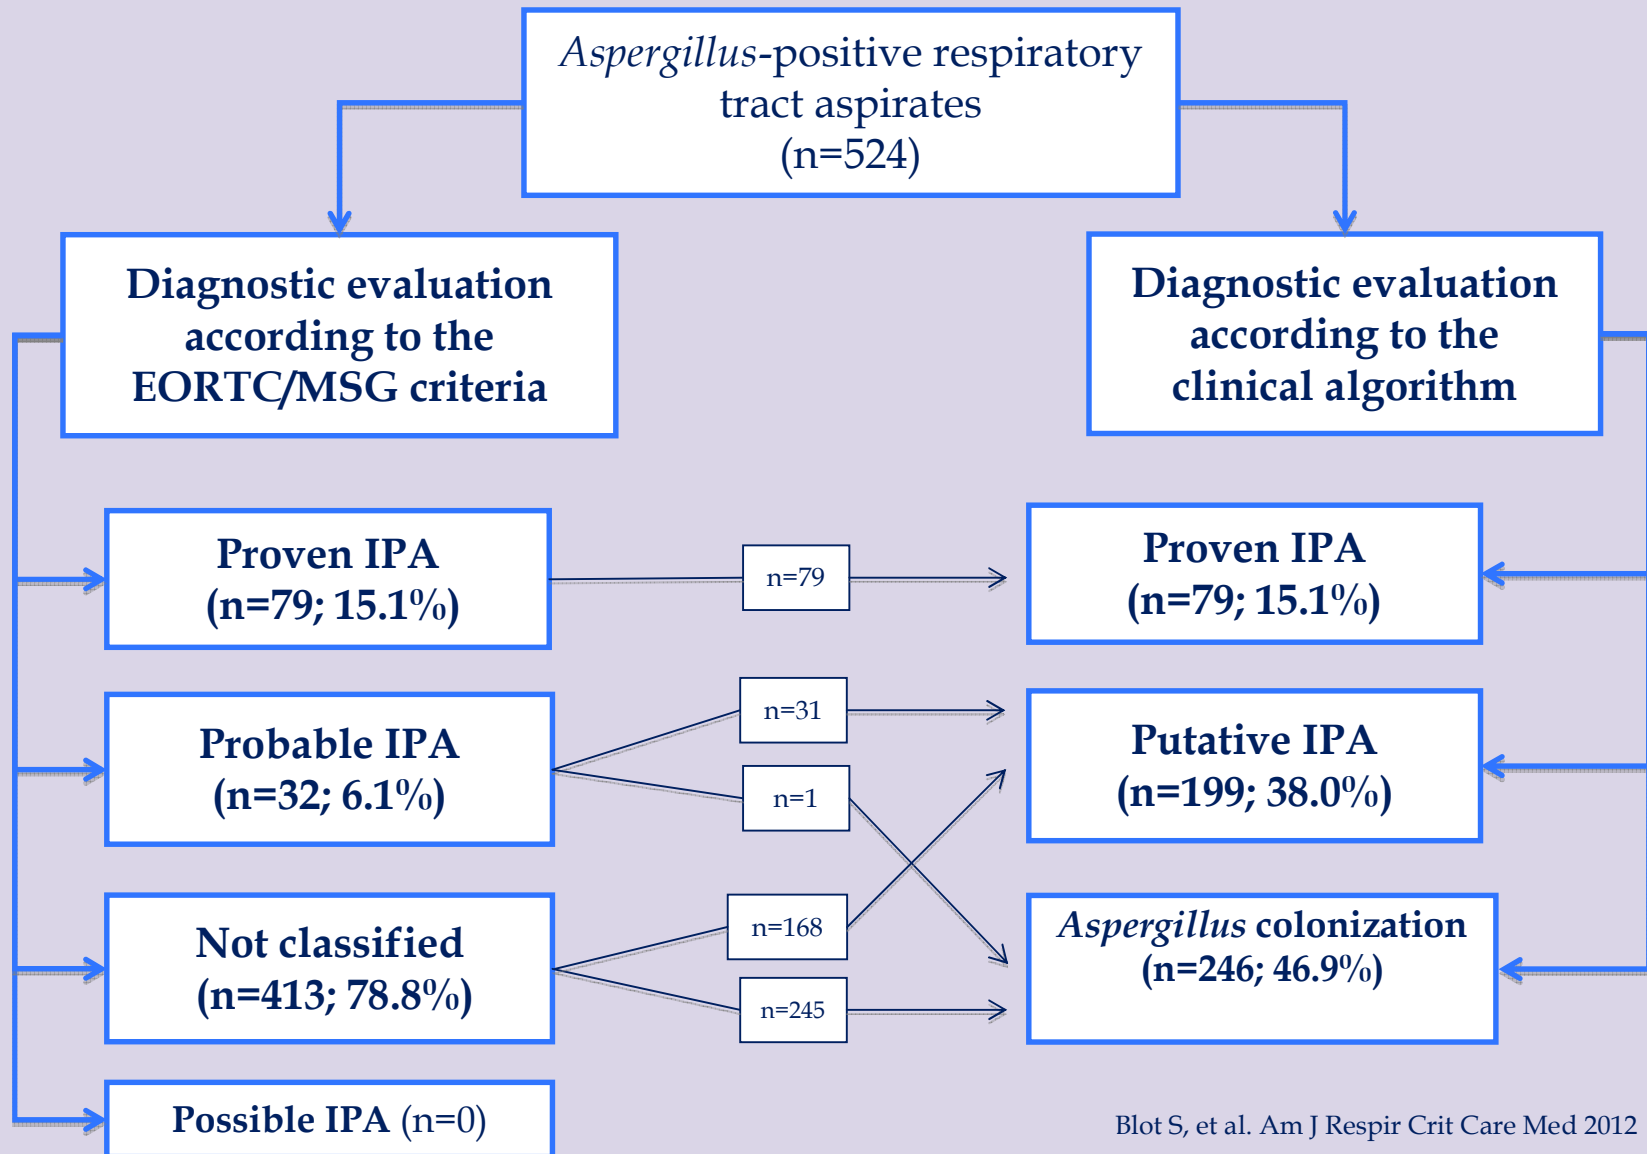 Aspergillus-positive respiratory
tract aspirates
(n=524)
Diagnostic evaluation
according to the
EORTC/MSG criteria
Diagnostic evaluation
according to the
clinical algorithm
Proven IPA
(n=79; 15.1%)
n=79
Proven IPA
(n=79; 15.1%)
Probable IPA
(n=32; 6.1%)
n=31
n=1
Putative IPA
(n=199; 38.0%)
Not classified
(n=413; 78.8%)
n=168
n=245
Aspergillus colonization
(n=246; 46.9%)
Possible IPA (n=0)
Blot S, et al. Am J Respir Crit Care Med 2012